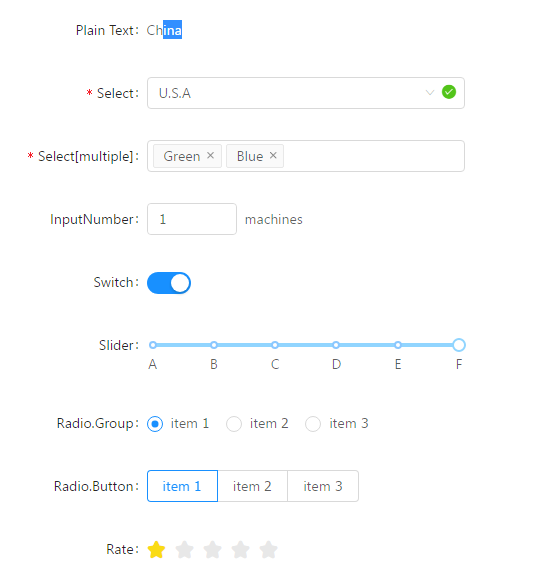 Plain Text: China
* Select: U.S.A
* Select[multiple]: Green × Blue ×
InputNumber: 1 machines
Switch:
Slider:
A B C D E F
Radio.Group: item 1 item 2 item 3
Radio.Button: item 1 item 2 item 3
Rate: